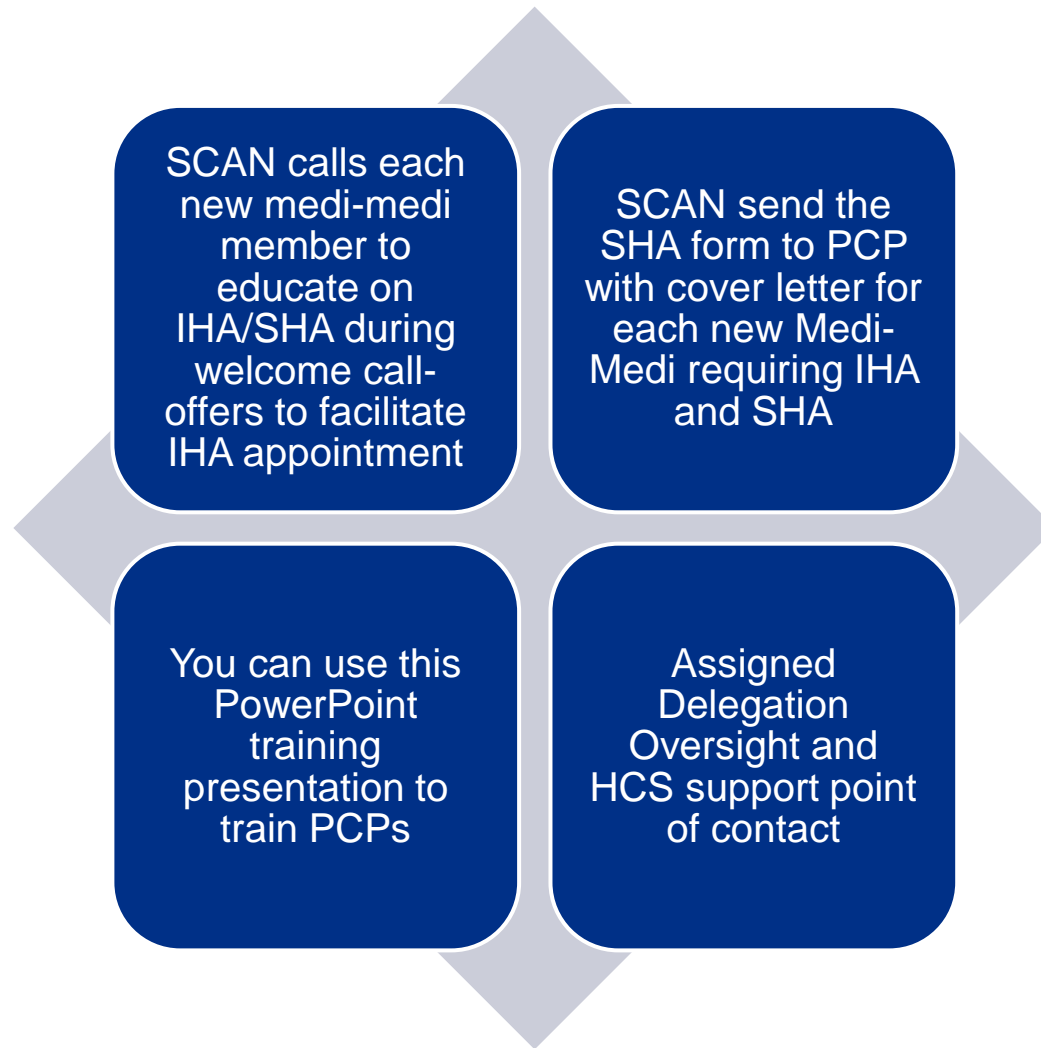 SCAN calls each
new medi-medi
member to
educate on
IHA/SHA during
welcome call-
offers to facilitate
IHA appointment
SCAN send the
SHA form to PCP
with cover letter for
each new Medi-
Medi requiring IHA
and SHA
You can use this
PowerPoint
training
presentation to
train PCPs
Assigned
Delegation
Oversight and
HCS support point
of contact